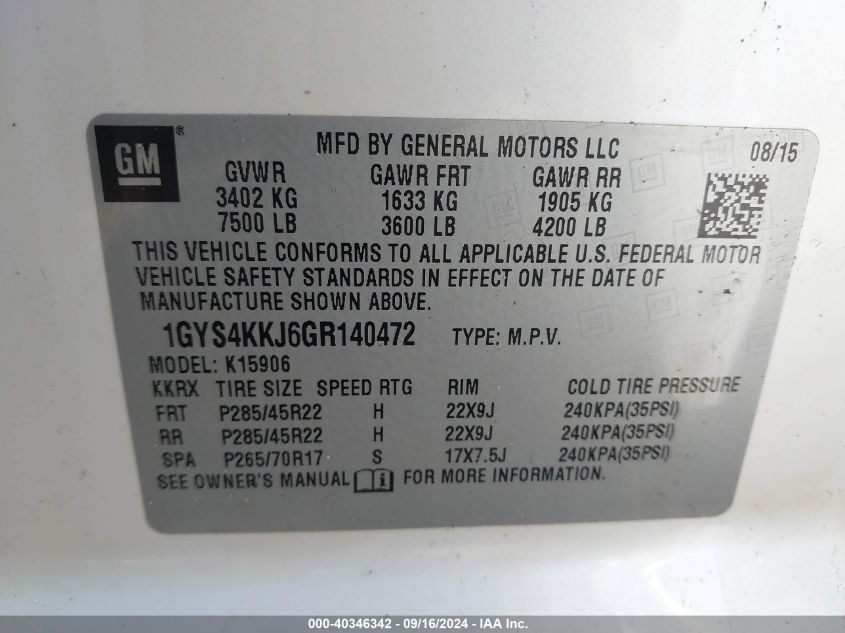 GM®
MFD BY GENERAL MOTORS LLC 08/15
GVWR GAWR FRT GAWR RR
3402 KG 1633 KG 1905 KG
7500 LB 3600 LB 4200 LB
THIS VEHICLE CONFORMS TO ALL APPLICABLE U.S. FEDERAL MOTOR
VEHICLE SAFETY STANDARDS IN EFFECT ON THE DATE OF
MANUFACTURE SHOWN ABOVE.
1GYS4KKJ6GR140472 TYPE: M.P.V.
MODEL: K15906
KKRX TIRE SIZE SPEED RTG RIM COLD TIRE PRESSURE
FRT P285/45R22 H 22X9J 240KPA(35PSI)
RR P285/45R22 H 22X9J 240KPA(35PSI)
SPA P265/70R17 S 17X7.5J 240KPA(35PSI)
SEE OWNER'S MANUAL i FOR MORE INFORMATION.
000-40346342 - 09/16/2024 - IAA Inc.